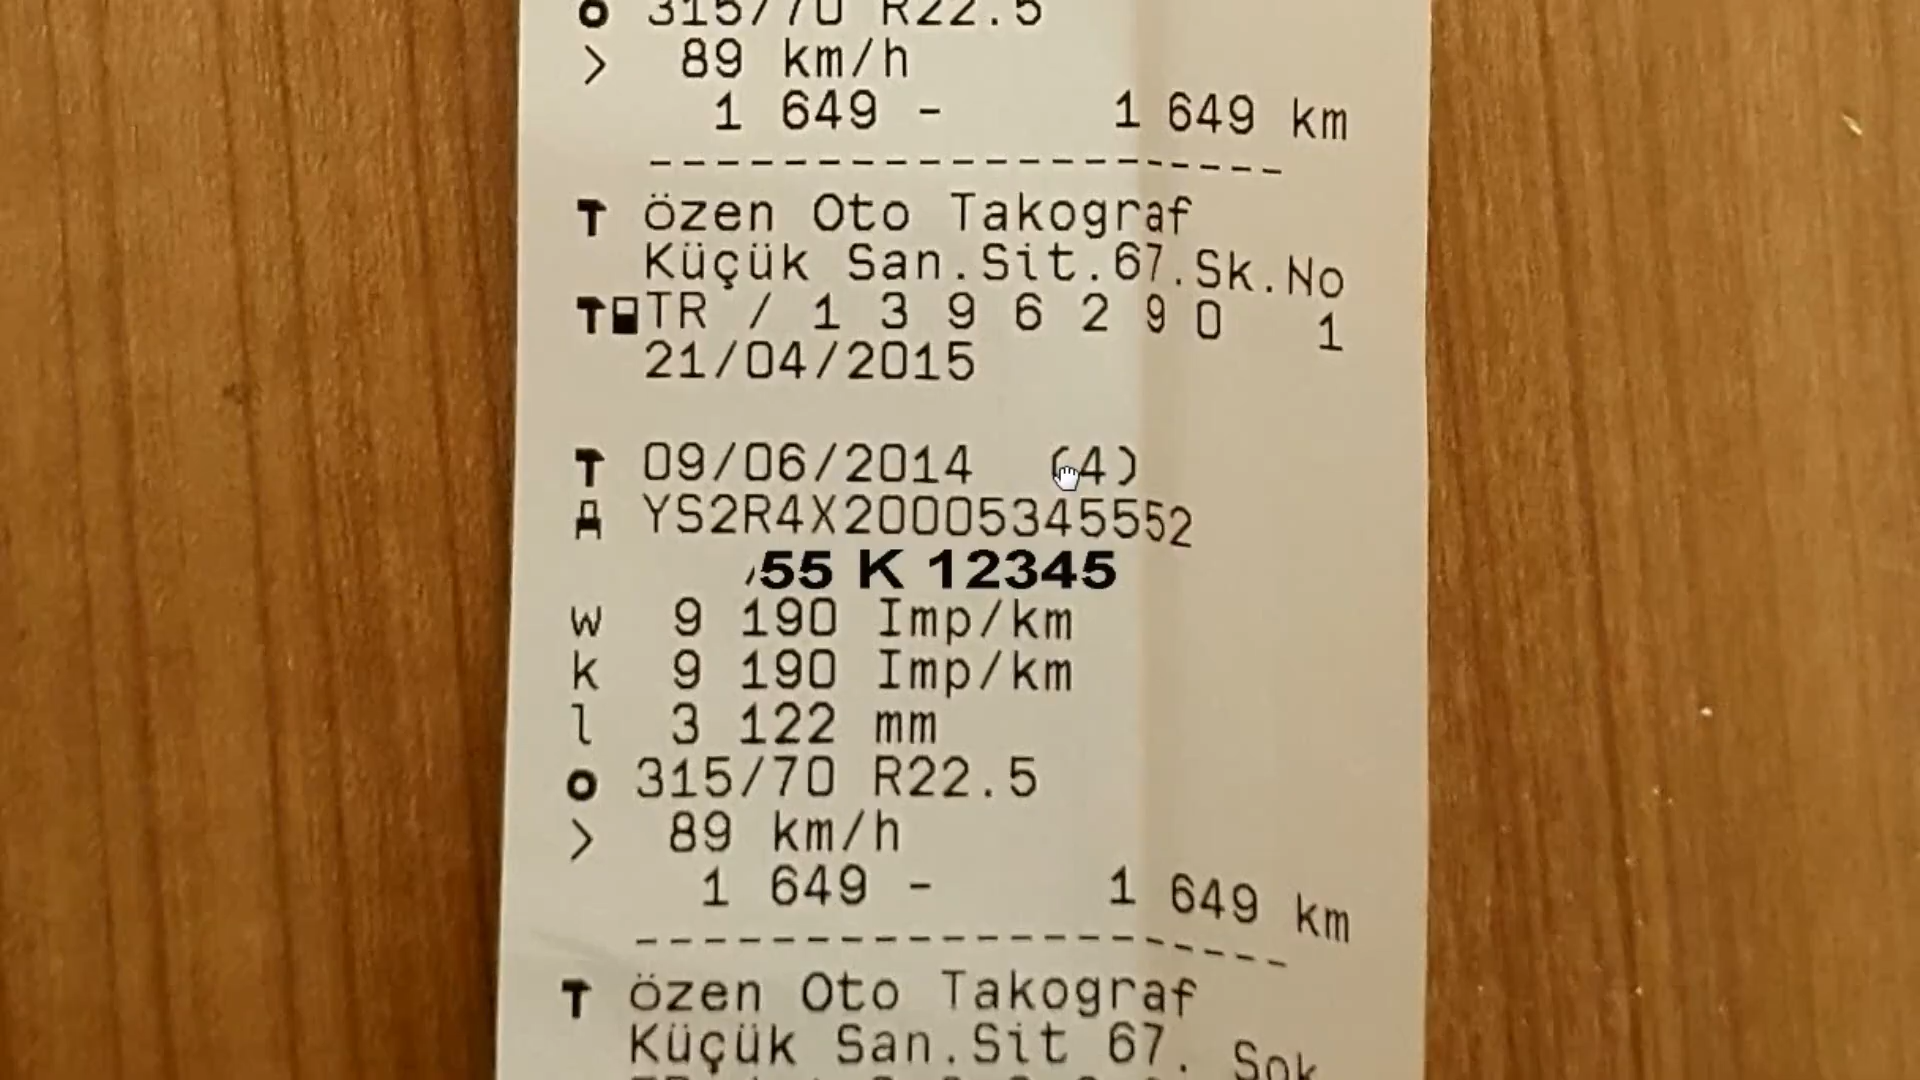 315/70 R22.5
> 89 km/h
1 649 - 1 649 km
--------------------
özen Oto Takograf
Küçük San.Sit.67.Sk.No
TR / 1 3 9 6 2 9 0 1
21/04/2015
09/06/2014 (4)
YS2R4X20005345552
55 K 12345
w 9 190 Imp/km
k 9 190 Imp/km
l 3 122 mm
315/70 R22.5
> 89 km/h
1 649 - 1 649 km
--------------------
özen Oto Takograf
Küçük San.Sit 67. Sok